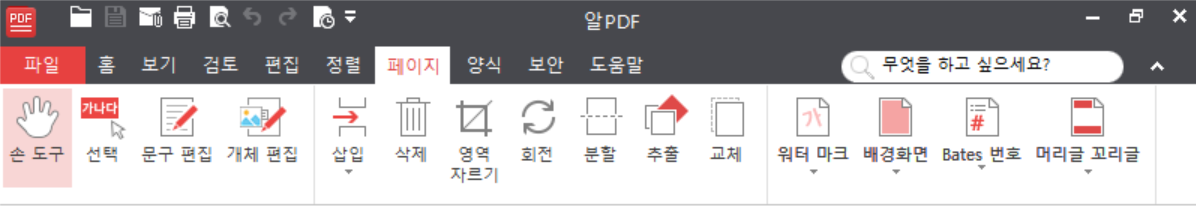 PDF
알PDF
파일 홈 보기 검토 편집 정렬 페이지 양식 보안 도움말 무엇을 하고 싶으세요?
가나다
가
#
손 도구 선택 문구 편집 개체 편집 삽입 삭제 영역 자르기 회전 분할 추출 교체 워터 마크 배경화면 Bates 번호 머리글 꼬리글